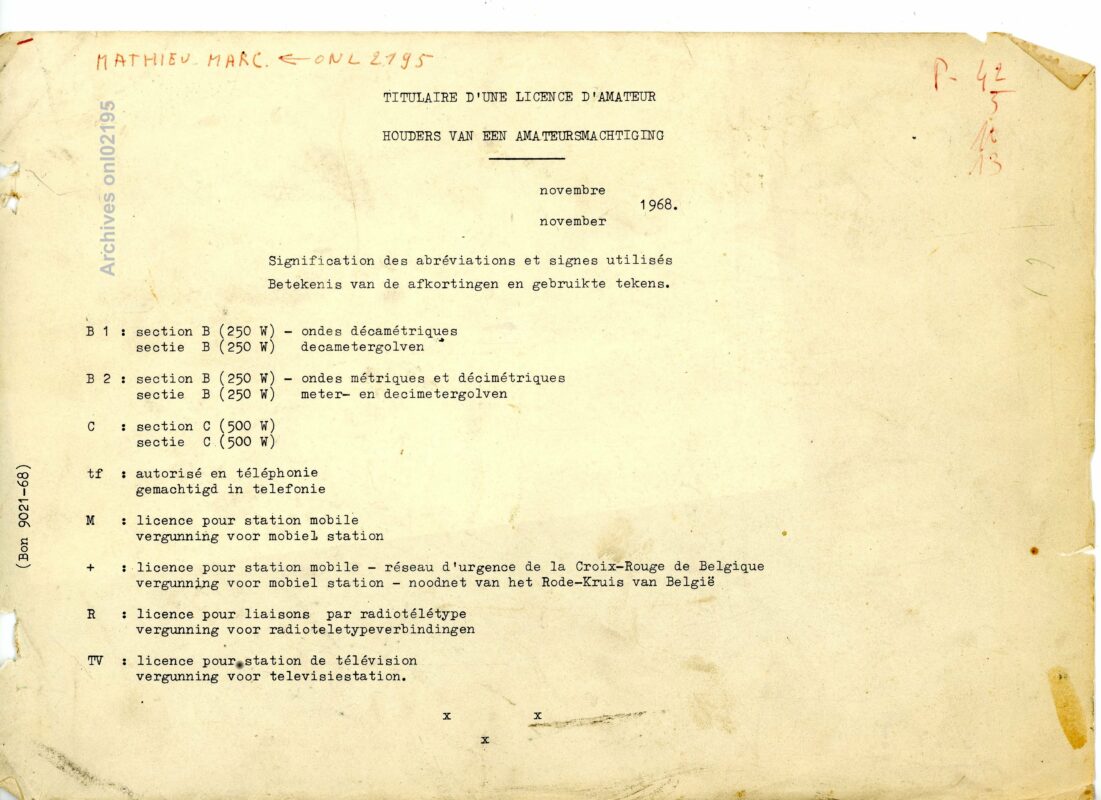 MATHIEU MARC. ← ONL 2195
P- 42
5
11
13
TITULAIRE D'UNE LICENCE D'AMATEUR
HOUDERS VAN EEN AMATEURSMACHTIGING
Archives onl02195
novembre
1968.
november
Signification des abréviations et signes utilisés
Betekenis van de afkortingen en gebruikte tekens.
B 1 : section B (250 W) - ondes décamétriques
sectie B (250 W) decametergolven
B 2 : section B (250 W) - ondes métriques et décimétriques
sectie B (250 W) meter- en decimetergolven
C : section C (500 W)
sectie C (500 W)
tf : autorisé en téléphonie
gemachtigd in telefonie
M : licence pour station mobile
vergunning voor mobiel station
+ : licence pour station mobile - réseau d'urgence de la Croix-Rouge de Belgique
vergunning voor mobiel station - noodnet van het Rode-Kruis van België
R : licence pour liaisons par radiotélétype
vergunning voor radioteletypeverbindingen
TV : licence pour station de télévision
vergunning voor televisiestation.
x x
x
(Bon 9021-68)